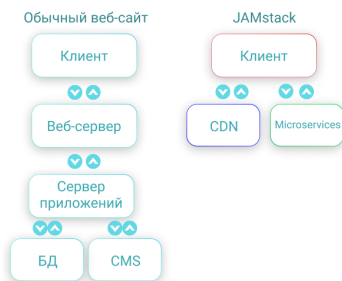 Обычный веб-сайт
JAMstack
Клиент
Клиент
Веб-сервер
CDN
Microservices
Сервер
приложений
БД
CMS